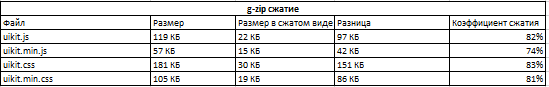 g-zip сжатие
Файл Размер Размер в сжатом виде Разница Коэффициент сжатия
uikit.js 119 КБ 22 КБ 97 КБ 82%
uikit.min.js 57 КБ 15 КБ 42 КБ 74%
uikit.css 181 КБ 30 КБ 151 КБ 83%
uikit.min.css 105 КБ 19 КБ 86 КБ 81%